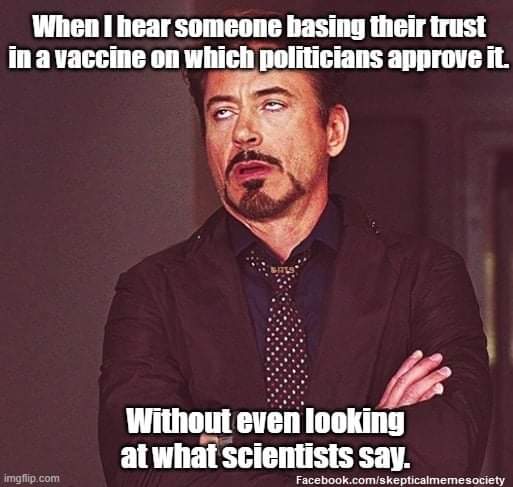 When I hear someone basing their trust
in a vaccine on which politicians approve it.
Without even looking
at what scientists say.
imgflip.com
Facebook.com/skepticalmemesociety